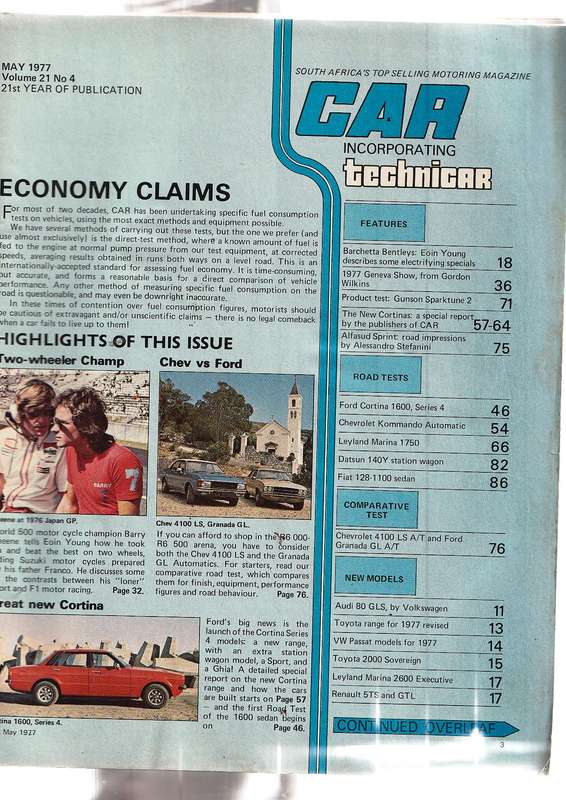 MAY 1977
Volume 21 No 4
21st YEAR OF PUBLICATION
SOUTH AFRICA'S TOP SELLING MOTORING MAGAZINE
CAR
INCORPORATING
technicar
ECONOMY CLAIMS
For most of two decades, CAR has been undertaking specific fuel consumption
tests on vehicles, using the most exact methods and equipment possible.
We have several methods of carrying out these tests, but the one we prefer (and
use almost exclusively) is the direct-test method, where a known amount of fuel is
fed to the engine at normal pump pressure from our test equipment, at corrected
speeds, averaging results obtained in runs both ways on a level road. This is an
internationally-accepted standard for assessing fuel economy. It is time-consuming,
but accurate, and forms a reasonable basis for a direct comparison of vehicle
performance. Any other method of measuring specific fuel consumption on the
road is questionable, and may even be downright inaccurate.
In these times of contention over fuel consumption figures, motorists should
be cautious of extravagant and/or unscientific claims — there is no legal comeback
when a car fails to live up to them!
HIGHLIGHTS OF THIS ISSUE
Two-wheeler Champ
BARRY
7
eene at 1976 Japan GP.
orld 500 motor cycle champion Barry
eene tells Eoin Young how he took
n and beat the best on two wheels,
ding Suzuki motor cycles prepared
his father Franco. He discusses some
the contrasts between his "loner"
ort and F1 motor racing. Page 32.
Chev vs Ford
Chev 4100 LS, Granada GL.
If you can afford to shop in the R6 000-
R6 500 arena, you have to consider
both the Chev 4100 LS and the Granada
GL Automatics. For starters, read our
comparative road test, which compares
them for finish, equipment, performance
figures and road behaviour. Page 76.
reat new Cortina
tina 1600, Series 4.
Ford's big news is the
launch of the Cortina Series
4 models: a new range,
with an extra station
wagon model, a Sport, and
a Ghia! A detailed special
report on the new Cortina
range and how the cars
are built starts on Page 57
— and the first Road Test
of the 1600 sedan begins
on Page 46.
May 1977
FEATURES
Barchetta Bentleys: Eoin Young
describes some electrifying specials 18
1977 Geneva Show, from Gordon
Wilkins 36
Product test: Gunson Sparktune 2 71
The New Cortinas: a special report
by the publishers of CAR 57-64
Alfasud Sprint: road impressions
by Alessandro Stefanini 75
ROAD TESTS
Ford Cortina 1600, Series 4 46
Chevrolet Kommando Automatic 54
Leyland Marina 1750 66
Datsun 140Y station wagon 82
Fiat 128-1100 sedan 86
COMPARATIVE
TEST
Chevrolet 4100 LS A/T and Ford
Granada GL A/T 76
NEW MODELS
Audi 80 GLS, by Volkswagen 11
Toyota range for 1977 revised 13
VW Passat models for 1977 14
Toyota 2000 Sovereign 15
Leyland Marina 2600 Executive 17
Renault 5TS and GTL 17
CONTINUED OVERLEAF
3